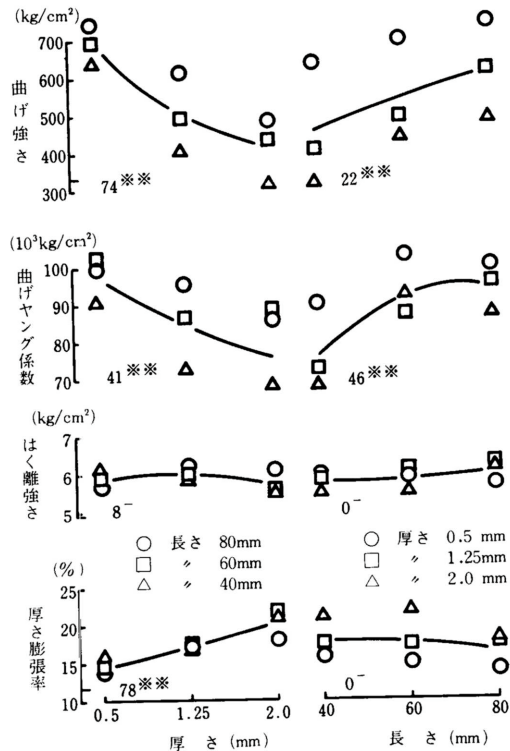 (kg/cm²)
700
600
500
400
300
曲げ強さ
74※※
22※※
(10³kg/cm²)
100
90
80
70
曲げヤング係数
41※※
46※※
(kg/cm²)
7
6
5
はく離強さ
8⁻
0⁻
○ 長さ 80mm
□ 〃 60mm
△ 〃 40mm
○ 厚さ 0.5 mm
□ 〃 1.25mm
△ 〃 2.0 mm
(%)
25
20
15
10
厚さ膨張率
78※※
0⁻
0.5 1.25 2.0 40 60 80
厚 さ (mm) 長 さ (mm)